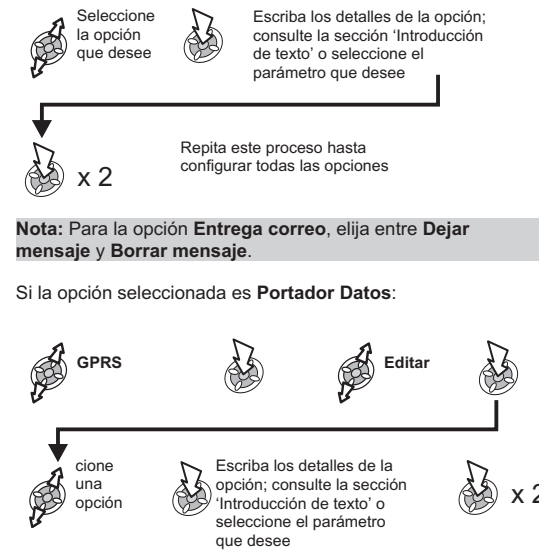 Seleccione
la opción
que desee
Escriba los detalles de la opción;
consulte la sección ‘Introducción
de texto’ o seleccione el
parámetro que desee
x 2
Repita este proceso hasta
configurar todas las opciones
Nota: Para la opción Entrega correo, elija entre Dejar
mensaje y Borrar mensaje.
Si la opción seleccionada es Portador Datos:
GPRS
Editar
cione
una
opción
Escriba los detalles de la
opción; consulte la sección
‘Introducción de texto’ o
seleccione el parámetro
que desee
x 2